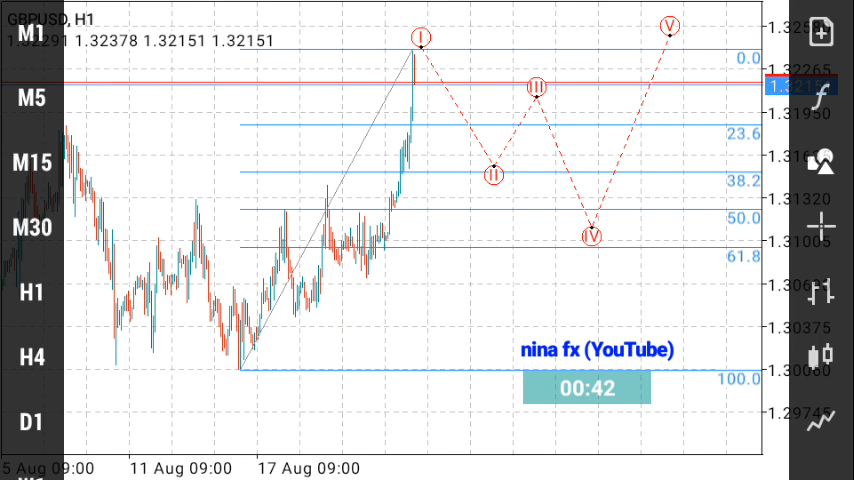 GBPUSD, H1
1.32291 1.32378 1.32151 1.32151
M1
M5
M15
M30
H1
H4
D1
I
II
III
IV
V
0.0
23.6
38.2
50.0
61.8
100.0
1.32265
1.31950
1.31320
1.31005
1.30375
1.30060
1.29745
nina fx (YouTube)
00:42
5 Aug 09:00
11 Aug 09:00
17 Aug 09:00